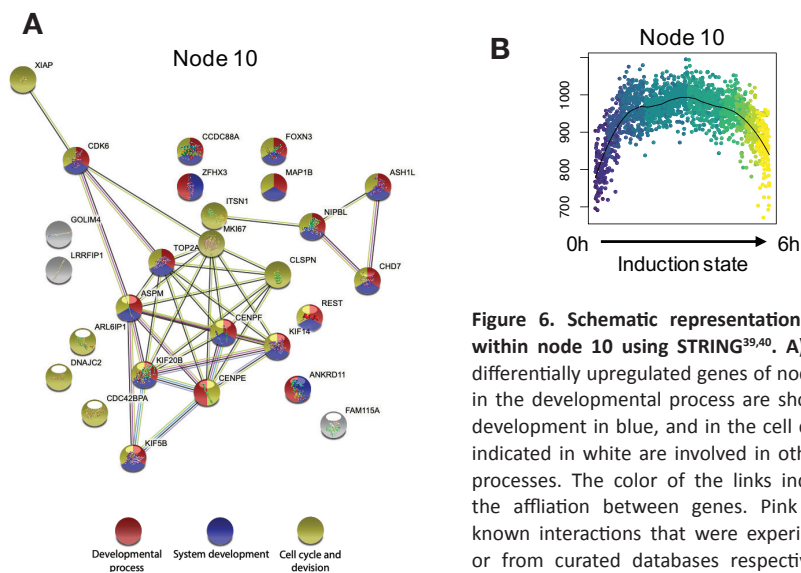 A
Node 10
XIAP
CDK6
CCDC88A
FOXN3
ZFHX3
MAP1B
ASH1L
ITSN1
NIPBL
MKI67
GOLIM4
TOP2A
LRRFIP1
CLSPN
CHD7
ASPM
REST
CENPF
ARL6IP1
KIF14
DNAJC2
KIF20B
ANKRD11
CENPE
CDC42BPA
FAM115A
KIF5B
Developmental process
System development
Cell cycle and devision
B
Node 10
1000
900
800
700
0h
6h
Induction state
Figure 6. Schematic representation
within node 10 using STRING39,40. A)
differentially upregulated genes of nod
in the developmental process are sho
development in blue, and in the cell c
indicated in white are involved in oth
processes. The color of the links ind
the affliation between genes. Pink
known interactions that were experi
or from curated databases respectiv